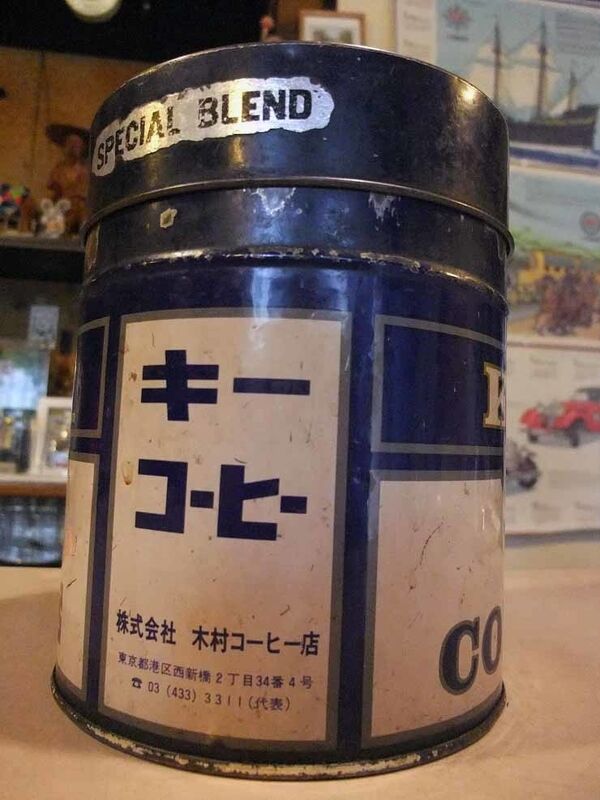 SPECIAL BLEND
キー
コーヒー
株式会社 木村コーヒー店
東京都港区西新橋2丁目34番4号
☎ 03 (433) 3311 (代表)
K
CO